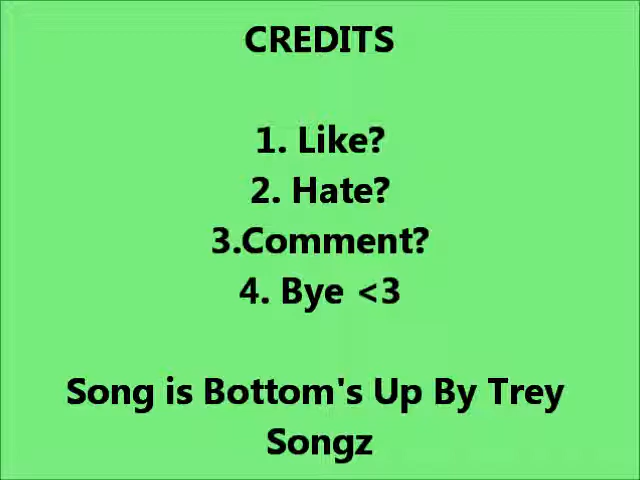 CREDITS
1. Like?
2. Hate?
3.Comment?
4. Bye <3
Song is Bottom's Up By Trey
Songz